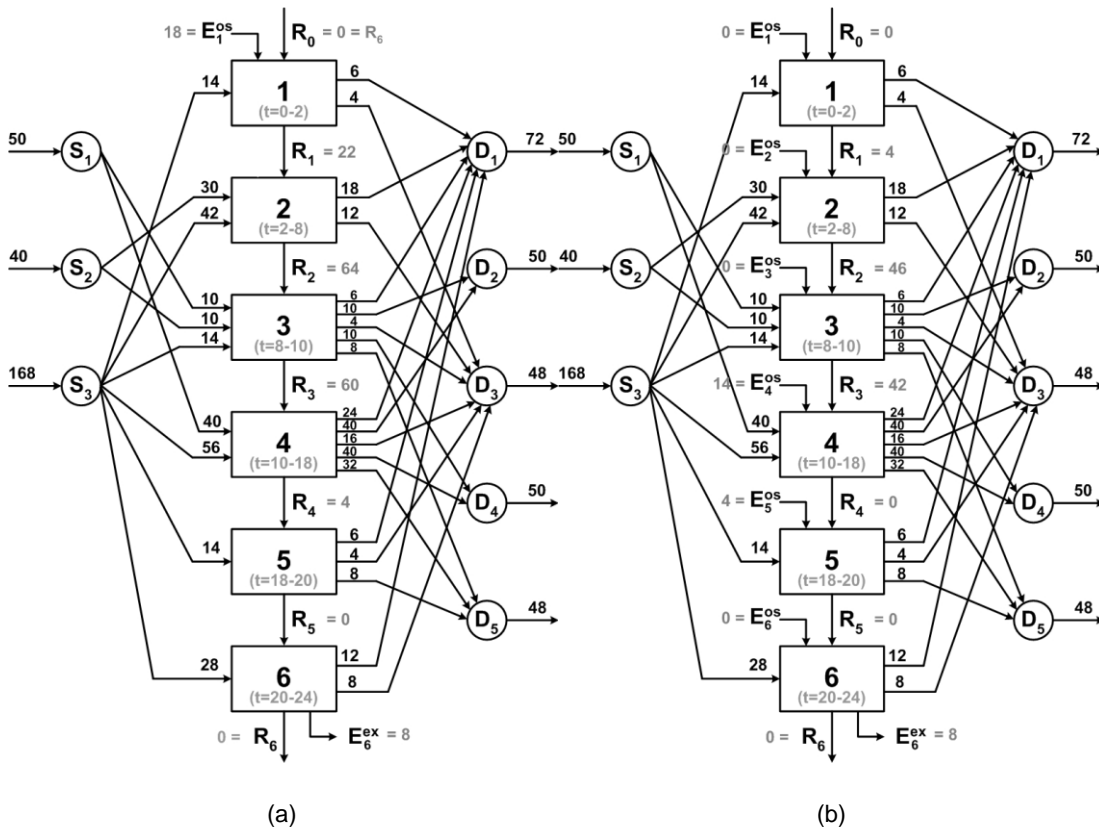 18 = E₁ᵒˢ
R₀ = 0 = R₆
14
1
(t=0-2)
6
4
50
S₁
R₁ = 22
D₁
72
30
42
2
(t=2-8)
18
12
40
S₂
R₂ = 64
D₂
50
10
10
14
3
(t=8-10)
6
10
4
10
8
168
S₃
R₃ = 60
D₃
48
40
56
4
(t=10-18)
24
40
16
40
32
R₄ = 4
D₄
50
14
5
(t=18-20)
6
4
8
R₅ = 0
D₅
48
28
6
(t=20-24)
12
8
0 = R₆
E₆ᵉˣ = 8
(a)
0 = E₁ᵒˢ
R₀ = 0
14
1
(t=0-2)
6
4
50
S₁
0 = E₂ᵒˢ
R₁ = 4
D₁
72
30
42
2
(t=2-8)
18
12
40
S₂
0 = E₃ᵒˢ
R₂ = 46
D₂
50
10
10
14
3
(t=8-10)
6
10
4
10
8
168
S₃
14 = E₄ᵒˢ
R₃ = 42
D₃
48
40
56
4
(t=10-18)
24
40
16
40
32
4 = E₅ᵒˢ
R₄ = 0
D₄
50
14
5
(t=18-20)
6
4
8
0 = E₆ᵒˢ
R₅ = 0
D₅
48
28
6
(t=20-24)
12
8
0 = R₆
E₆ᵉˣ = 8
(b)